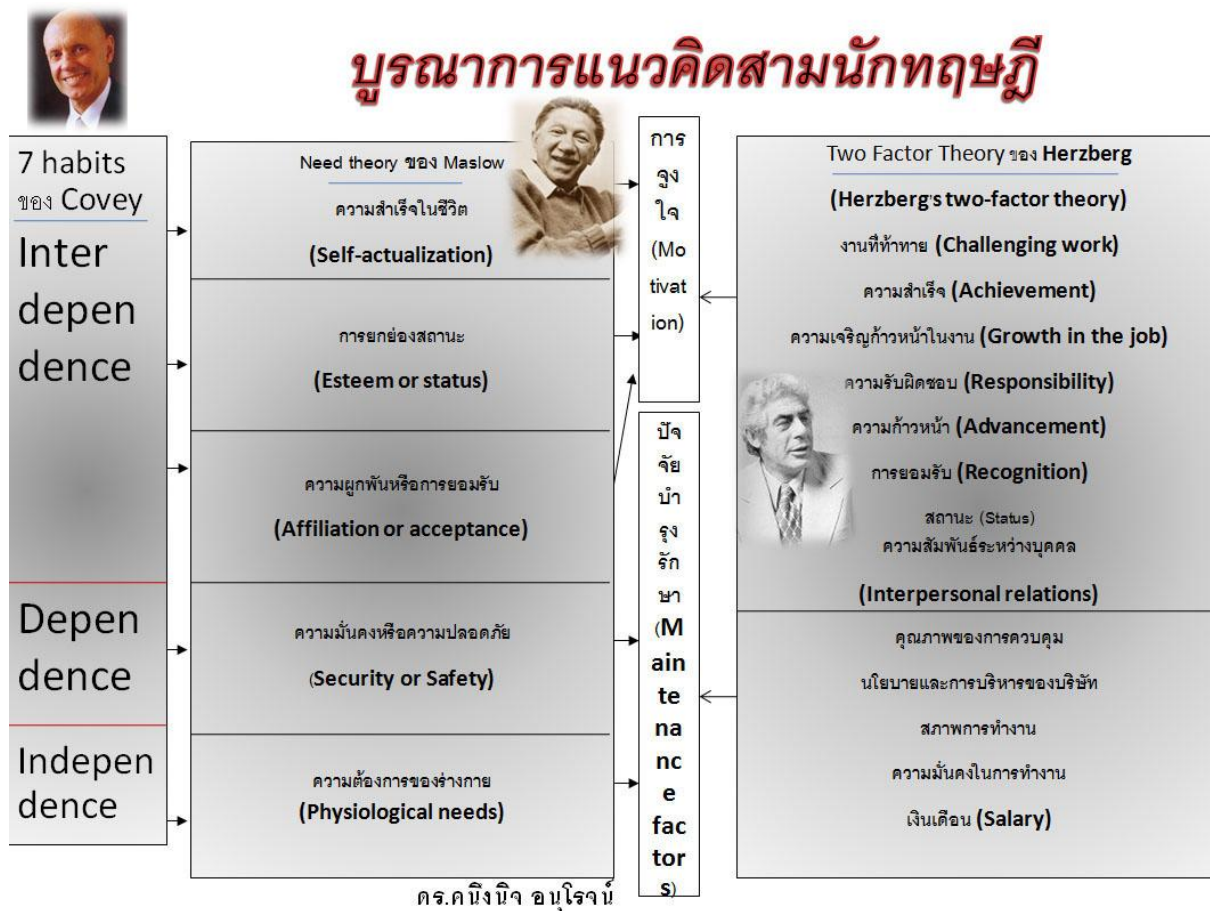 บูรณาการแนวคิดสามนักทฤษฎี
7 habits
ของ Covey
Inter
depen
dence
Depen
dence
Indepen
dence
Need theory ของ Maslow
ความสำเร็จในชีวิต
(Self-actualization)
การยกย่องสถานะ
(Esteem or status)
ความผูกพันหรือการยอมรับ
(Affiliation or acceptance)
ความมั่นคงหรือความปลอดภัย
(Security or Safety)
ความต้องการของร่างกาย
(Physiological needs)
การ
จูง
ใจ
(Mo
tivat
ion)
ปัจ
จัย
บำ
รุง
รัก
ษา
(M
ain
te
na
nc
e
fac
tor
s)
Two Factor Theory ของ Herzberg
(Herzberg's two-factor theory)
งานที่ท้าทาย (Challenging work)
ความสำเร็จ (Achievement)
ความเจริญก้าวหน้าในงาน (Growth in the job)
ความรับผิดชอบ (Responsibility)
ความก้าวหน้า (Advancement)
การยอมรับ (Recognition)
สถานะ (Status)
ความสัมพันธ์ระหว่างบุคคล
(Interpersonal relations)
คุณภาพของการควบคุม
นโยบายและการบริหารของบริษัท
สภาพการทำงาน
ความมั่นคงในการทำงาน
เงินเดือน (Salary)
ดร.คนึงนิจ อนุโรจน์